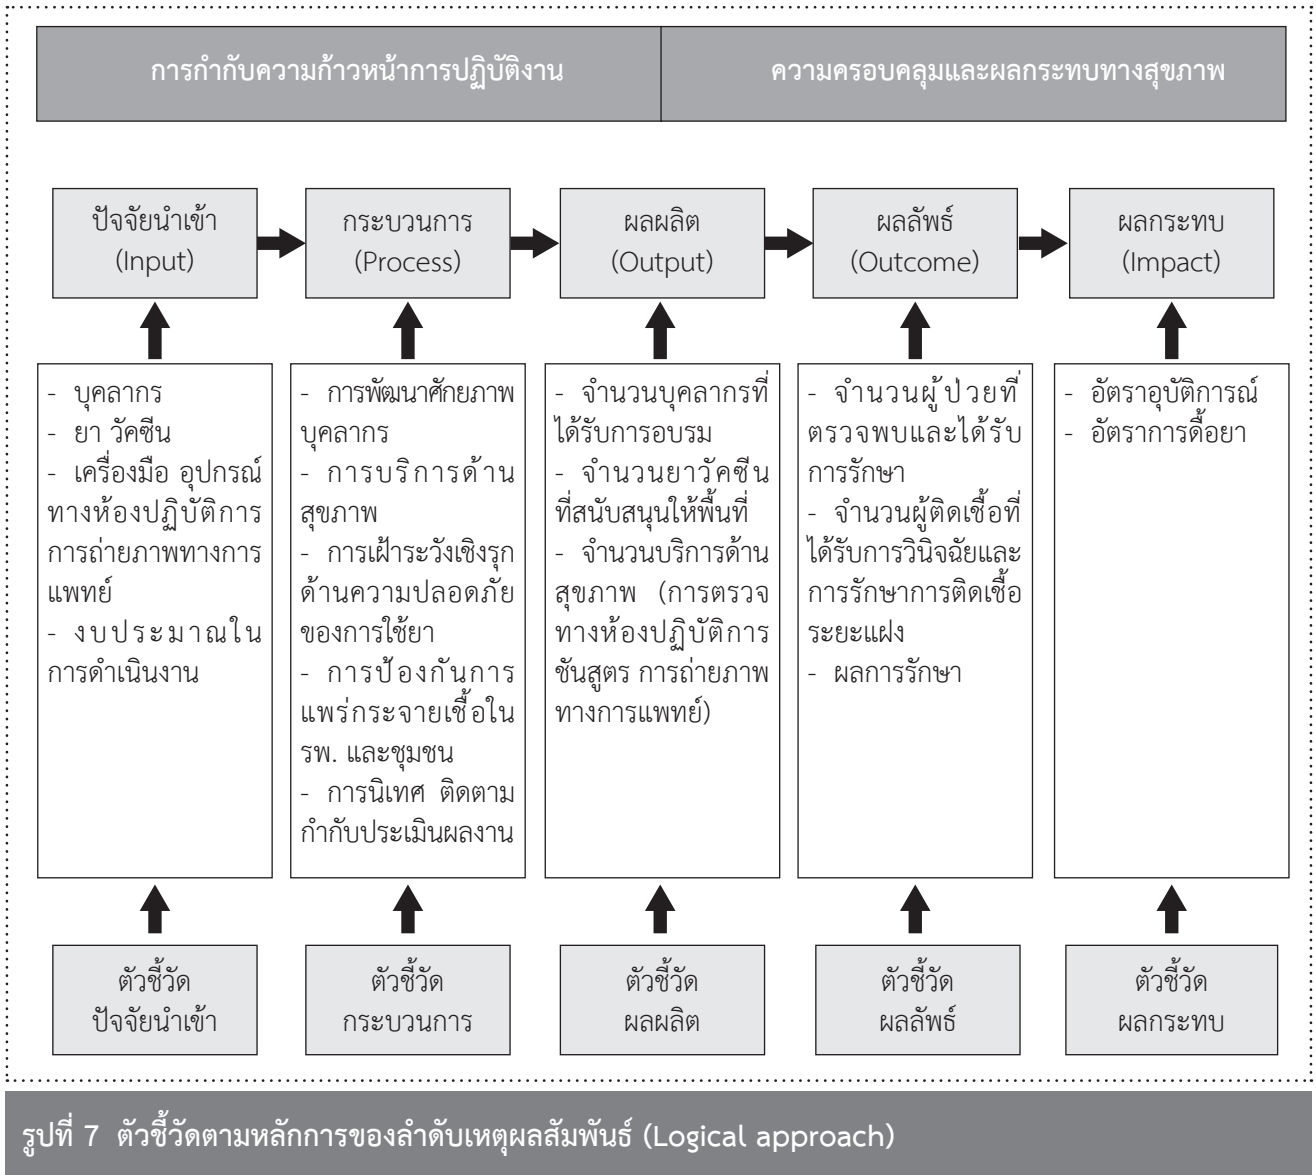 การกำกับความก้าวหน้าการปฏิบัติงาน
ความครอบคลุมและผลกระทบทางสุขภาพ
ปัจจัยนำเข้า
(Input)
กระบวนการ
(Process)
ผลผลิต
(Output)
ผลลัพธ์
(Outcome)
ผลกระทบ
(Impact)
- บุคลากร
- ยา วัคซีน
- เครื่องมือ อุปกรณ์
ทางห้องปฏิบัติการ
การถ่ายภาพทางการ
แพทย์
- งบประมาณใน
การดำเนินงาน
- การพัฒนาศักยภาพ
บุคลากร
- การบริการด้าน
สุขภาพ
- การเฝ้าระวังเชิงรุก
ด้านความปลอดภัย
ของการใช้ยา
- การป้องกันการ
แพร่กระจายเชื้อใน
รพ. และชุมชน
- การนิเทศ ติดตาม
กำกับประเมินผลงาน
- จำนวนบุคลากรที่
ได้รับการอบรม
- จำนวนยาวัคซีน
ที่สนับสนุนให้พื้นที่
- จำนวนบริการด้าน
สุขภาพ (การตรวจ
ทางห้องปฏิบัติการ
ชันสูตร การถ่ายภาพ
ทางการแพทย์)
- จำนวนผู้ป่วยที่
ตรวจพบและได้รับ
การรักษา
- จำนวนผู้ติดเชื้อที่
ได้รับการวินิจฉัยและ
การรักษาการติดเชื้อ
ระยะแฝง
- ผลการรักษา
- อัตราอุบัติการณ์
- อัตราการดื้อยา
ตัวชี้วัด
ปัจจัยนำเข้า
ตัวชี้วัด
กระบวนการ
ตัวชี้วัด
ผลผลิต
ตัวชี้วัด
ผลลัพธ์
ตัวชี้วัด
ผลกระทบ
รูปที่ 7 ตัวชี้วัดตามหลักการของลำดับเหตุผลสัมพันธ์ (Logical approach)